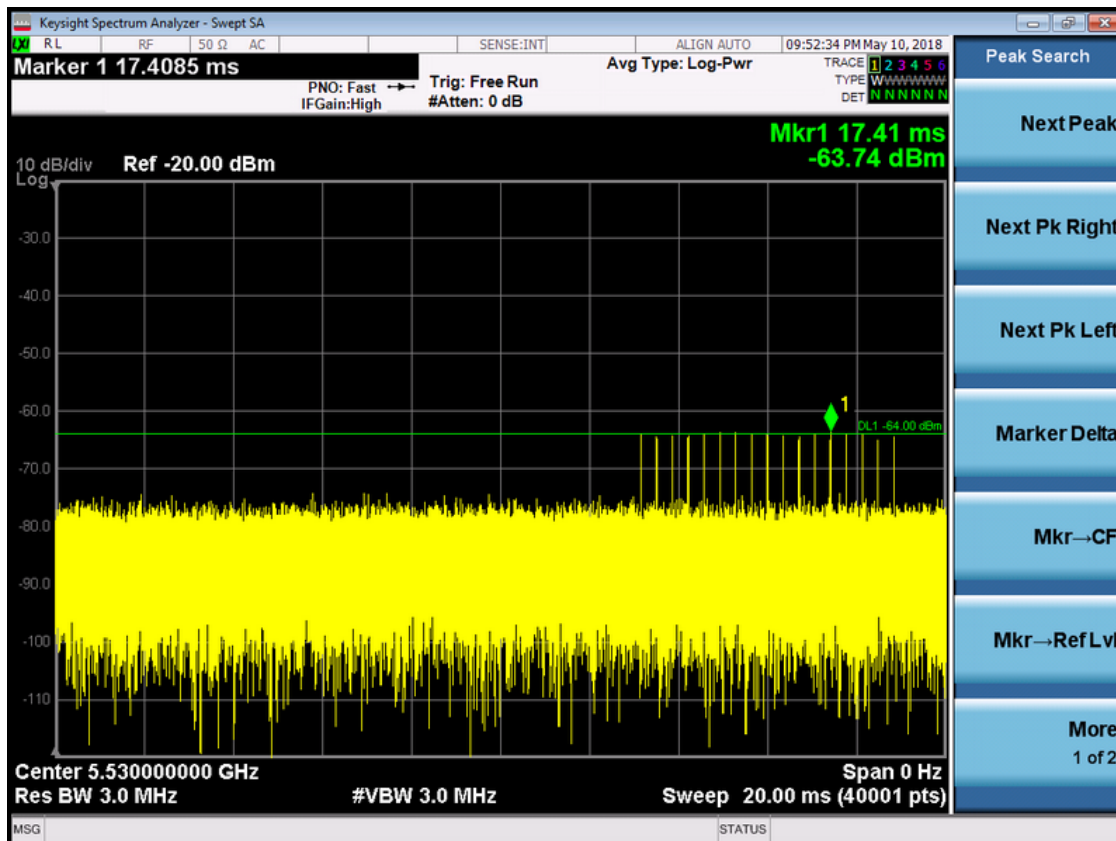 Keysight Spectrum Analyzer - Swept SA
LXI RL RF 50 Ω AC SENSE:INT ALIGN AUTO 09:52:34 PM May 10, 2018
Marker 1 17.4085 ms
PNO: Fast
IFGain:High
Trig: Free Run
#Atten: 0 dB
Avg Type: Log-Pwr
TRACE 1 2 3 4 5 6
TYPE WWWWWWW
DET N N N N N N
Mkr1 17.41 ms
-63.74 dBm
10 dB/div Ref -20.00 dBm
Log
-30.0
-40.0
-50.0
-60.0
1
DL1 -64.00 dBm
-70.0
-80.0
-90.0
-100
-110
Center 5.530000000 GHz Span 0 Hz
Res BW 3.0 MHz #VBW 3.0 MHz Sweep 20.00 ms (40001 pts)
MSG STATUS
Peak Search
Next Peak
Next Pk Right
Next Pk Left
Marker Delta
Mkr→CF
Mkr→Ref Lvl
More
1 of 2